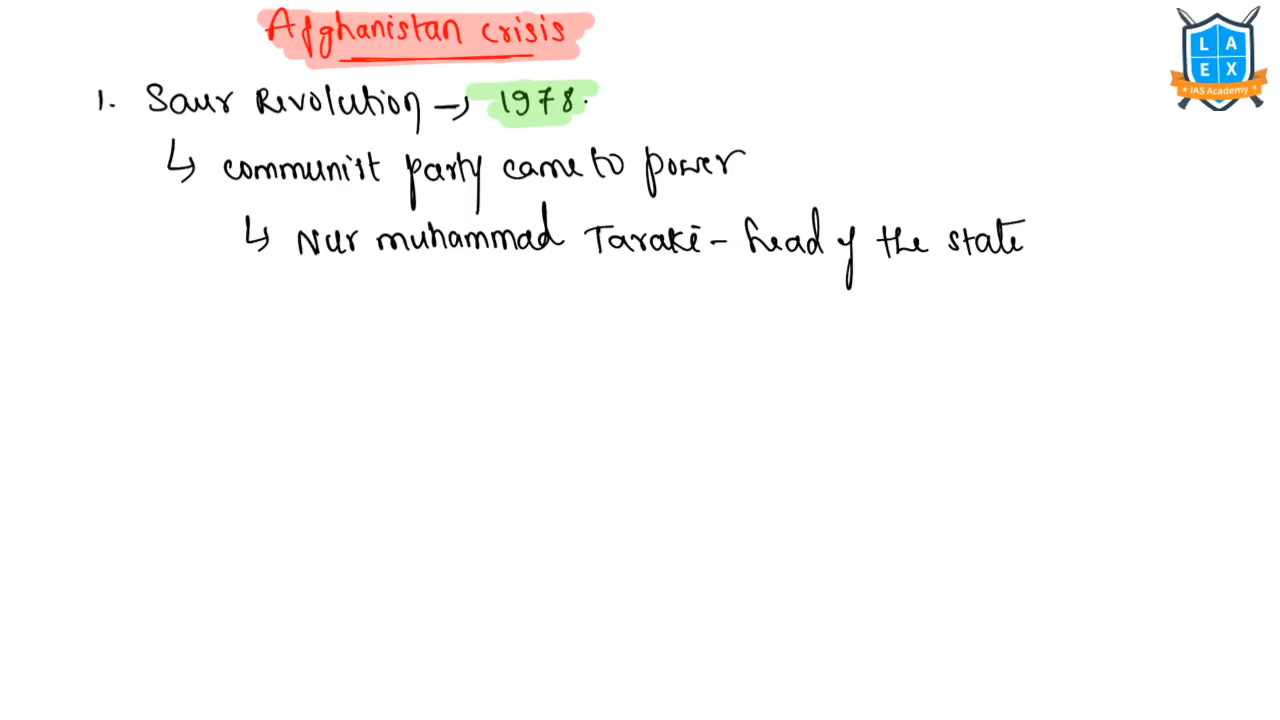 Afghanistan crisis
1. Saur Revolution → 1978.
↳ communist party came to power
↳ Nur muhammad Taraki - head of the state
L A
E X
IAS Academy